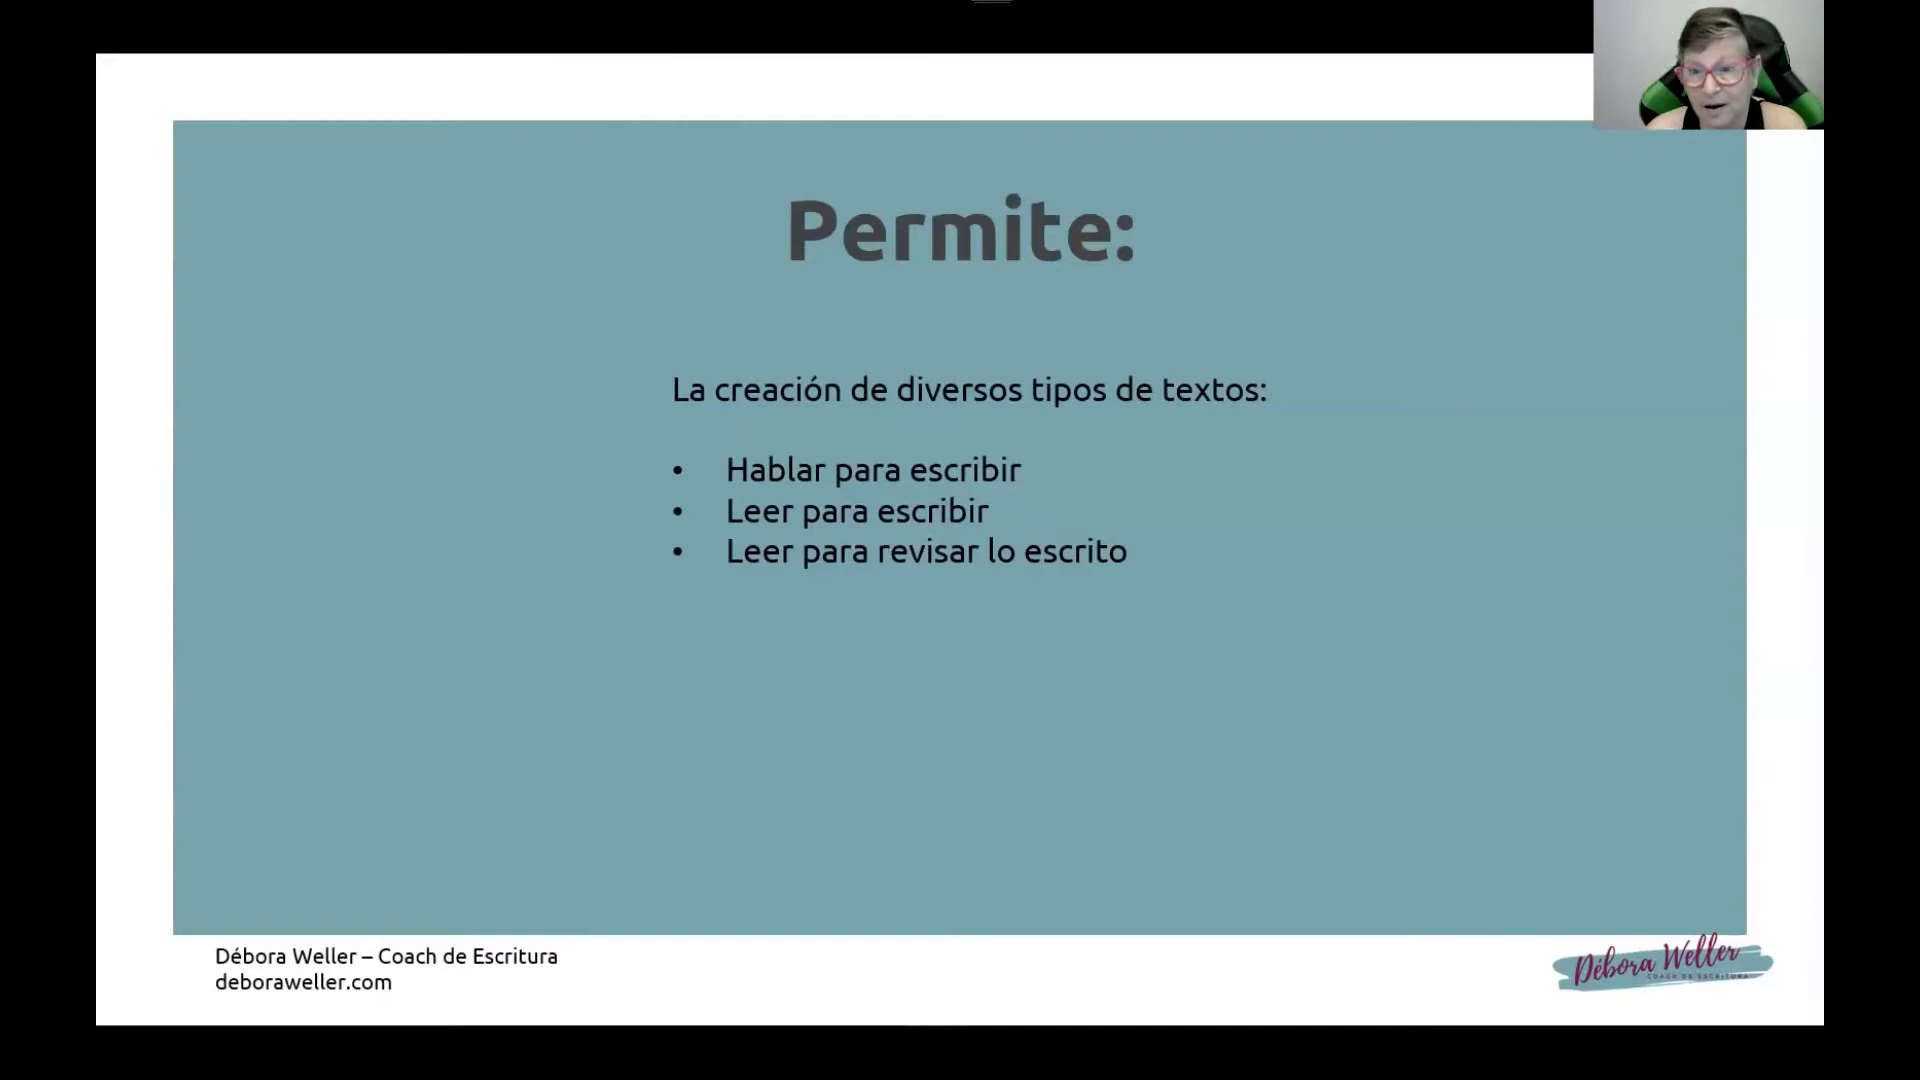 Permite:
La creación de diversos tipos de textos:
• Hablar para escribir
• Leer para escribir
• Leer para revisar lo escrito
Débora Weller – Coach de Escritura
deboraweller.com
Débora Weller
COACH DE ESCRITURA